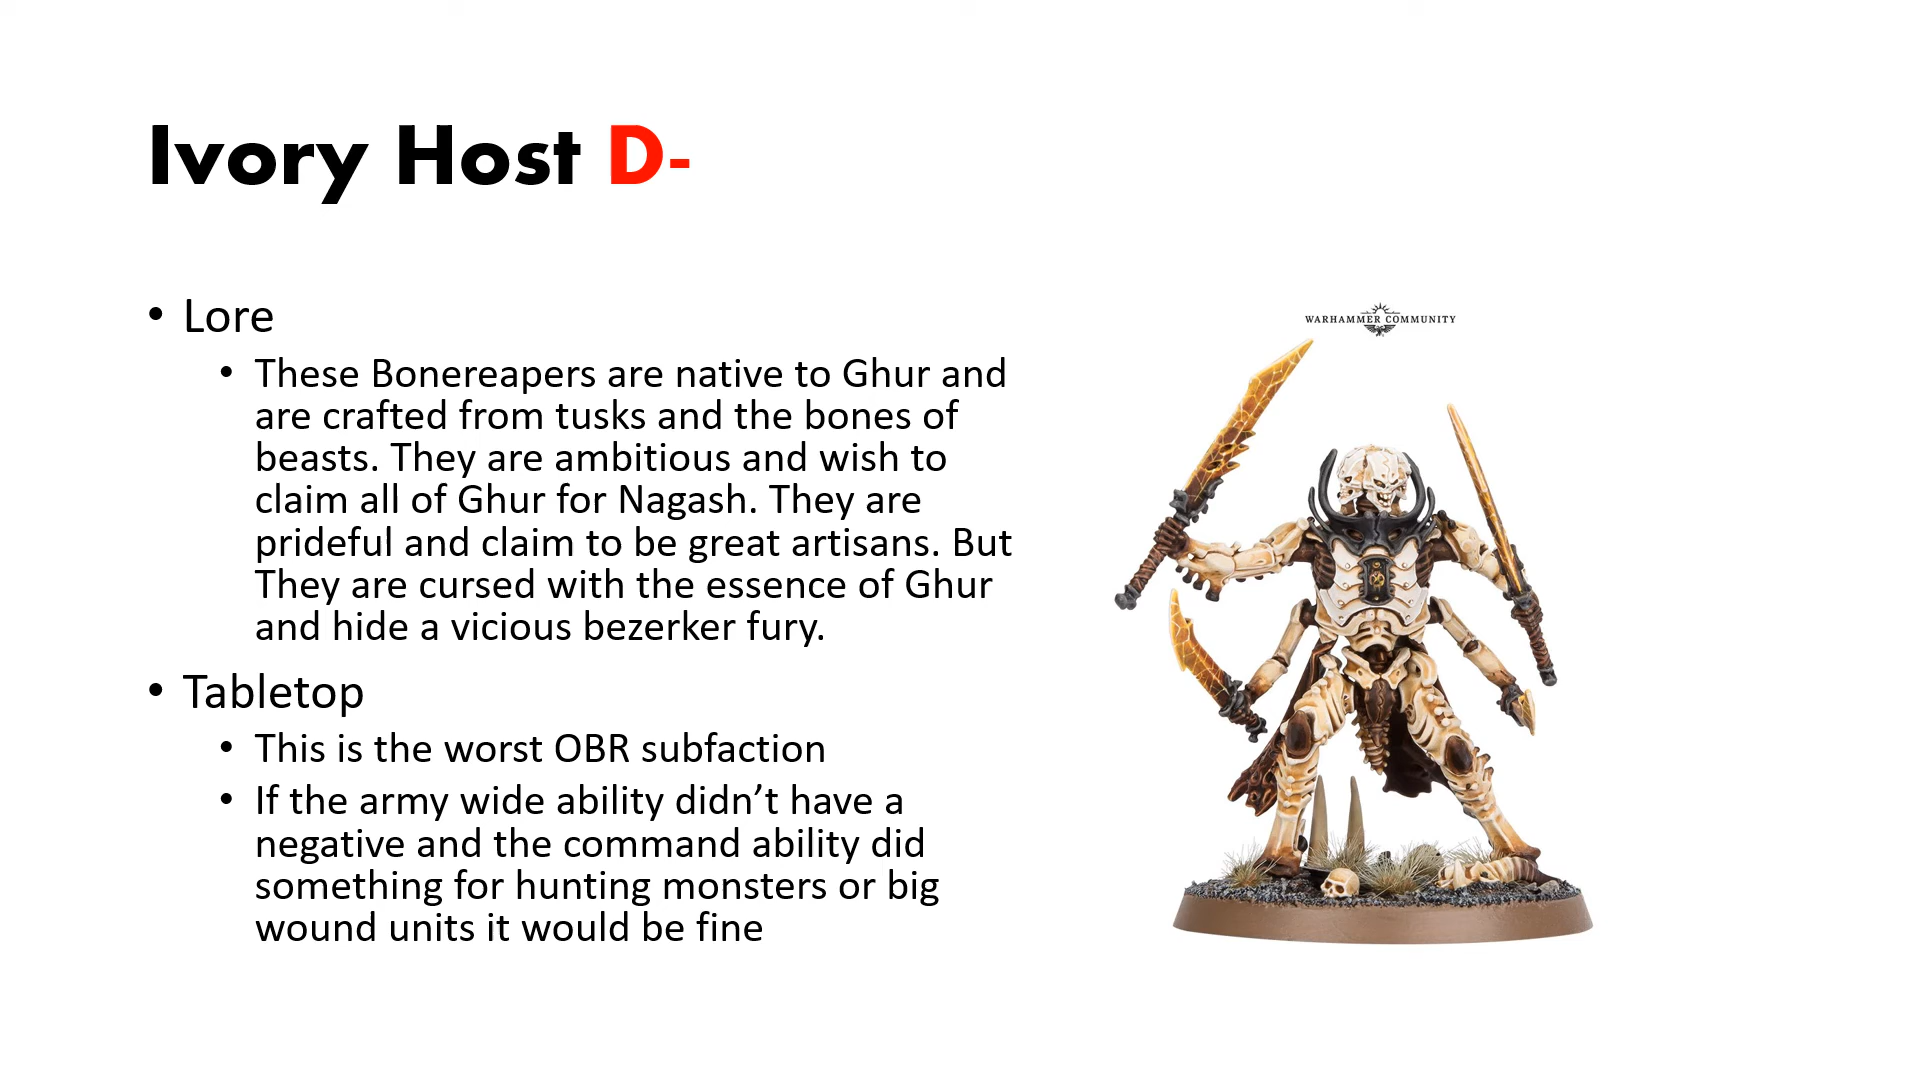 Ivory Host D-
• Lore
• These Bonereapers are native to Ghur and
are crafted from tusks and the bones of
beasts. They are ambitious and wish to
claim all of Ghur for Nagash. They are
prideful and claim to be great artisans. But
They are cursed with the essence of Ghur
and hide a vicious bezerker fury.
• Tabletop
• This is the worst OBR subfaction
• If the army wide ability didn’t have a
negative and the command ability did
something for hunting monsters or big
wound units it would be fine
WARHAMMER COMMUNITY